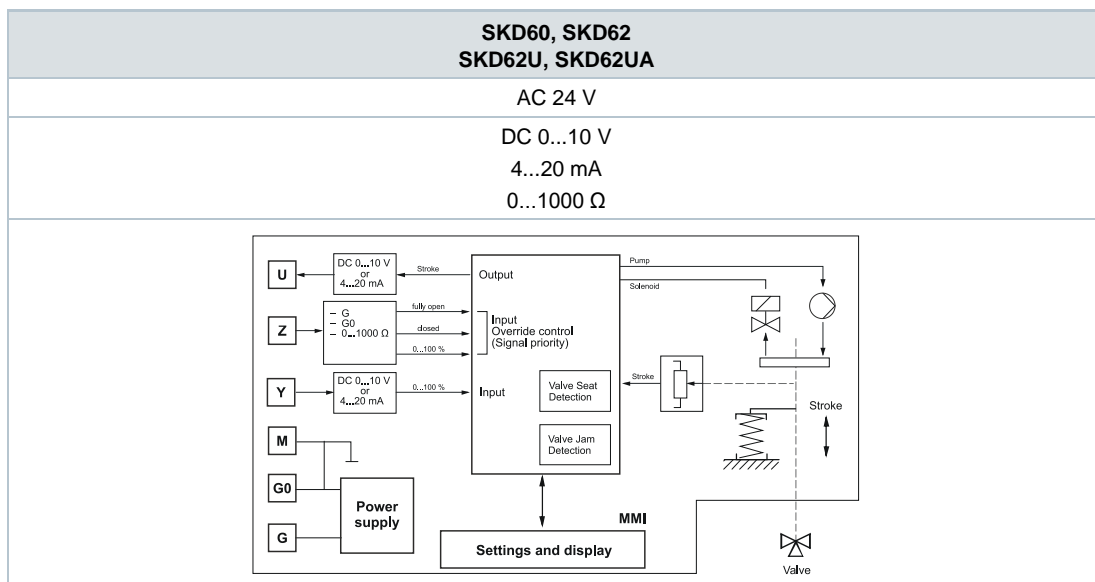 SKD60, SKD62
SKD62U, SKD62UA
AC 24 V
DC 0...10 V
4...20 mA
0...1000 Ω
U
DC 0...10 V
or
4...20 mA
Stroke
Output
Pump
Solenoid
Z
– G
– G0
– 0...1000 Ω
fully open
closed
0...100 %
Input
Override control
(Signal priority)
Y
DC 0...10 V
or
4...20 mA
0...100 %
Input
Valve Seat
Detection
Stroke
Valve Jam
Detection
Stroke
M
G0
G
Power
supply
MMI
Settings and display
Valve